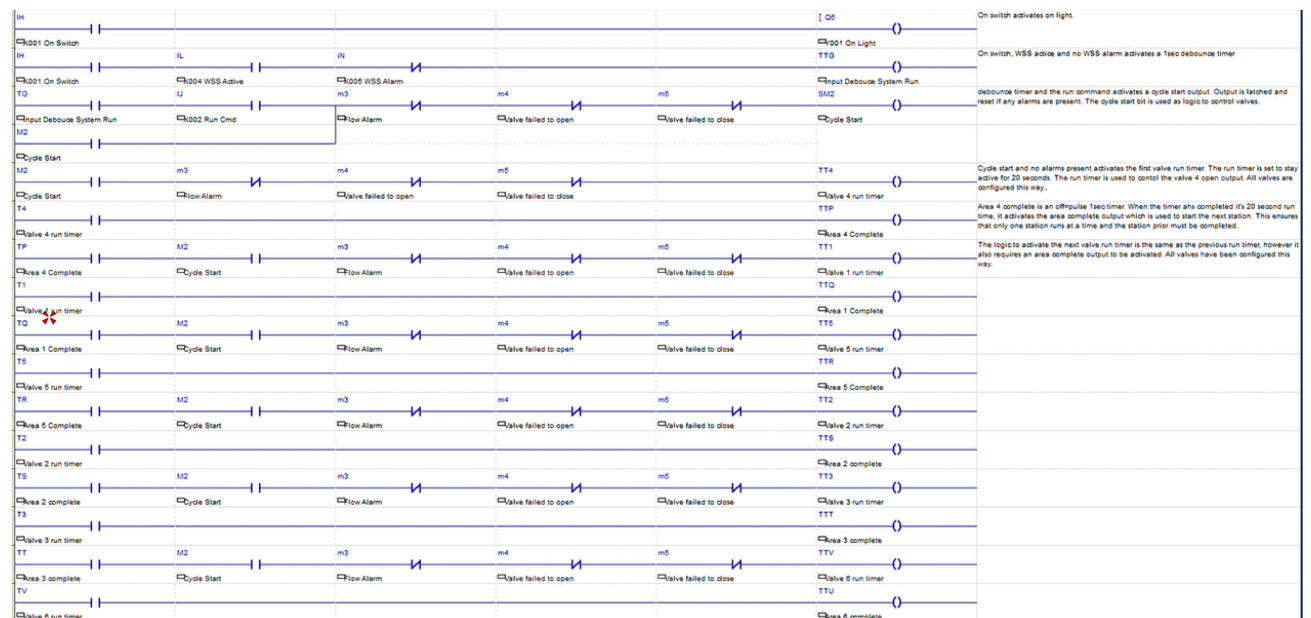 IH [ Q6 On switch activates on light.
X001 On Switch Y001 On Light
IH IL iN TTG On switch, WSS actice and no WSS alarm activates a 1sec debounce timer
X001 On Switch X004 WSS Active X005 WSS Alarm Input Debouce System Run
TG IJ m3 m4 m5 SM2 debounce timer and the run command activates a cycle start output. Output is latched and
reset if any alarms are present. The cycle start bit is used as logic to control valves.
Input Debouce System Run X002 Run Cmd Flow Alarm Valve failed to open Valve failed to close Cycle Start
M2
Cycle Start
M2 m3 m4 m5 TT4 Cycle start and no alarms present activates the first valve run timer. The run timer is set to stay
active for 20 seconds. The run timer is used to contol the valve 4 open output. All valves are
configured this way.,
Cycle Start Flow Alarm Valve failed to open Valve failed to close Valve 4 run timer
T4 TTP Area 4 complete is an off=pulse 1sec timer. When the timer ahs completed it's 20 second run
time, it activates the area complete output which is used to start the next station. This ensures
that only one station runs at a time and the station prior must be completed.
Valve 4 run timer Area 4 Complete
TP M2 m3 m4 m5 TT1 The logic to activate the next valve run timer is the same as the previous run timer, however it
also requires an area complete output to be activated. All valves have been configured this
way.
Area 4 Complete Cycle Start Flow Alarm Valve failed to open Valve failed to close Valve 1 run timer
T1 TTQ
Valve 1 run timer Area 1 Complete
TQ M2 m3 m4 m5 TT5
Area 1 Complete Cycle Start Flow Alarm Valve failed to open Valve failed to close Valve 5 run timer
T5 TTR
Valve 5 run timer Area 5 Complete
TR M2 m3 m4 m5 TT2
Area 5 Complete Cycle Start Flow Alarm Valve failed to open Valve failed to close Valve 2 run timer
T2 TTS
Valve 2 run timer Area 2 complete
TS M2 m3 m4 m5 TT3
Area 2 complete Cycle Start Flow Alarm Valve failed to open Valve failed to close Valve 3 run timer
T3 TTT
Valve 3 run timer Area 3 complete
TT M2 m3 m4 m5 TTV
Area 3 complete Cycle Start Flow Alarm Valve failed to open Valve failed to close Valve 6 run timer
TV TTU
Valve 6 run timer Area 6 complete